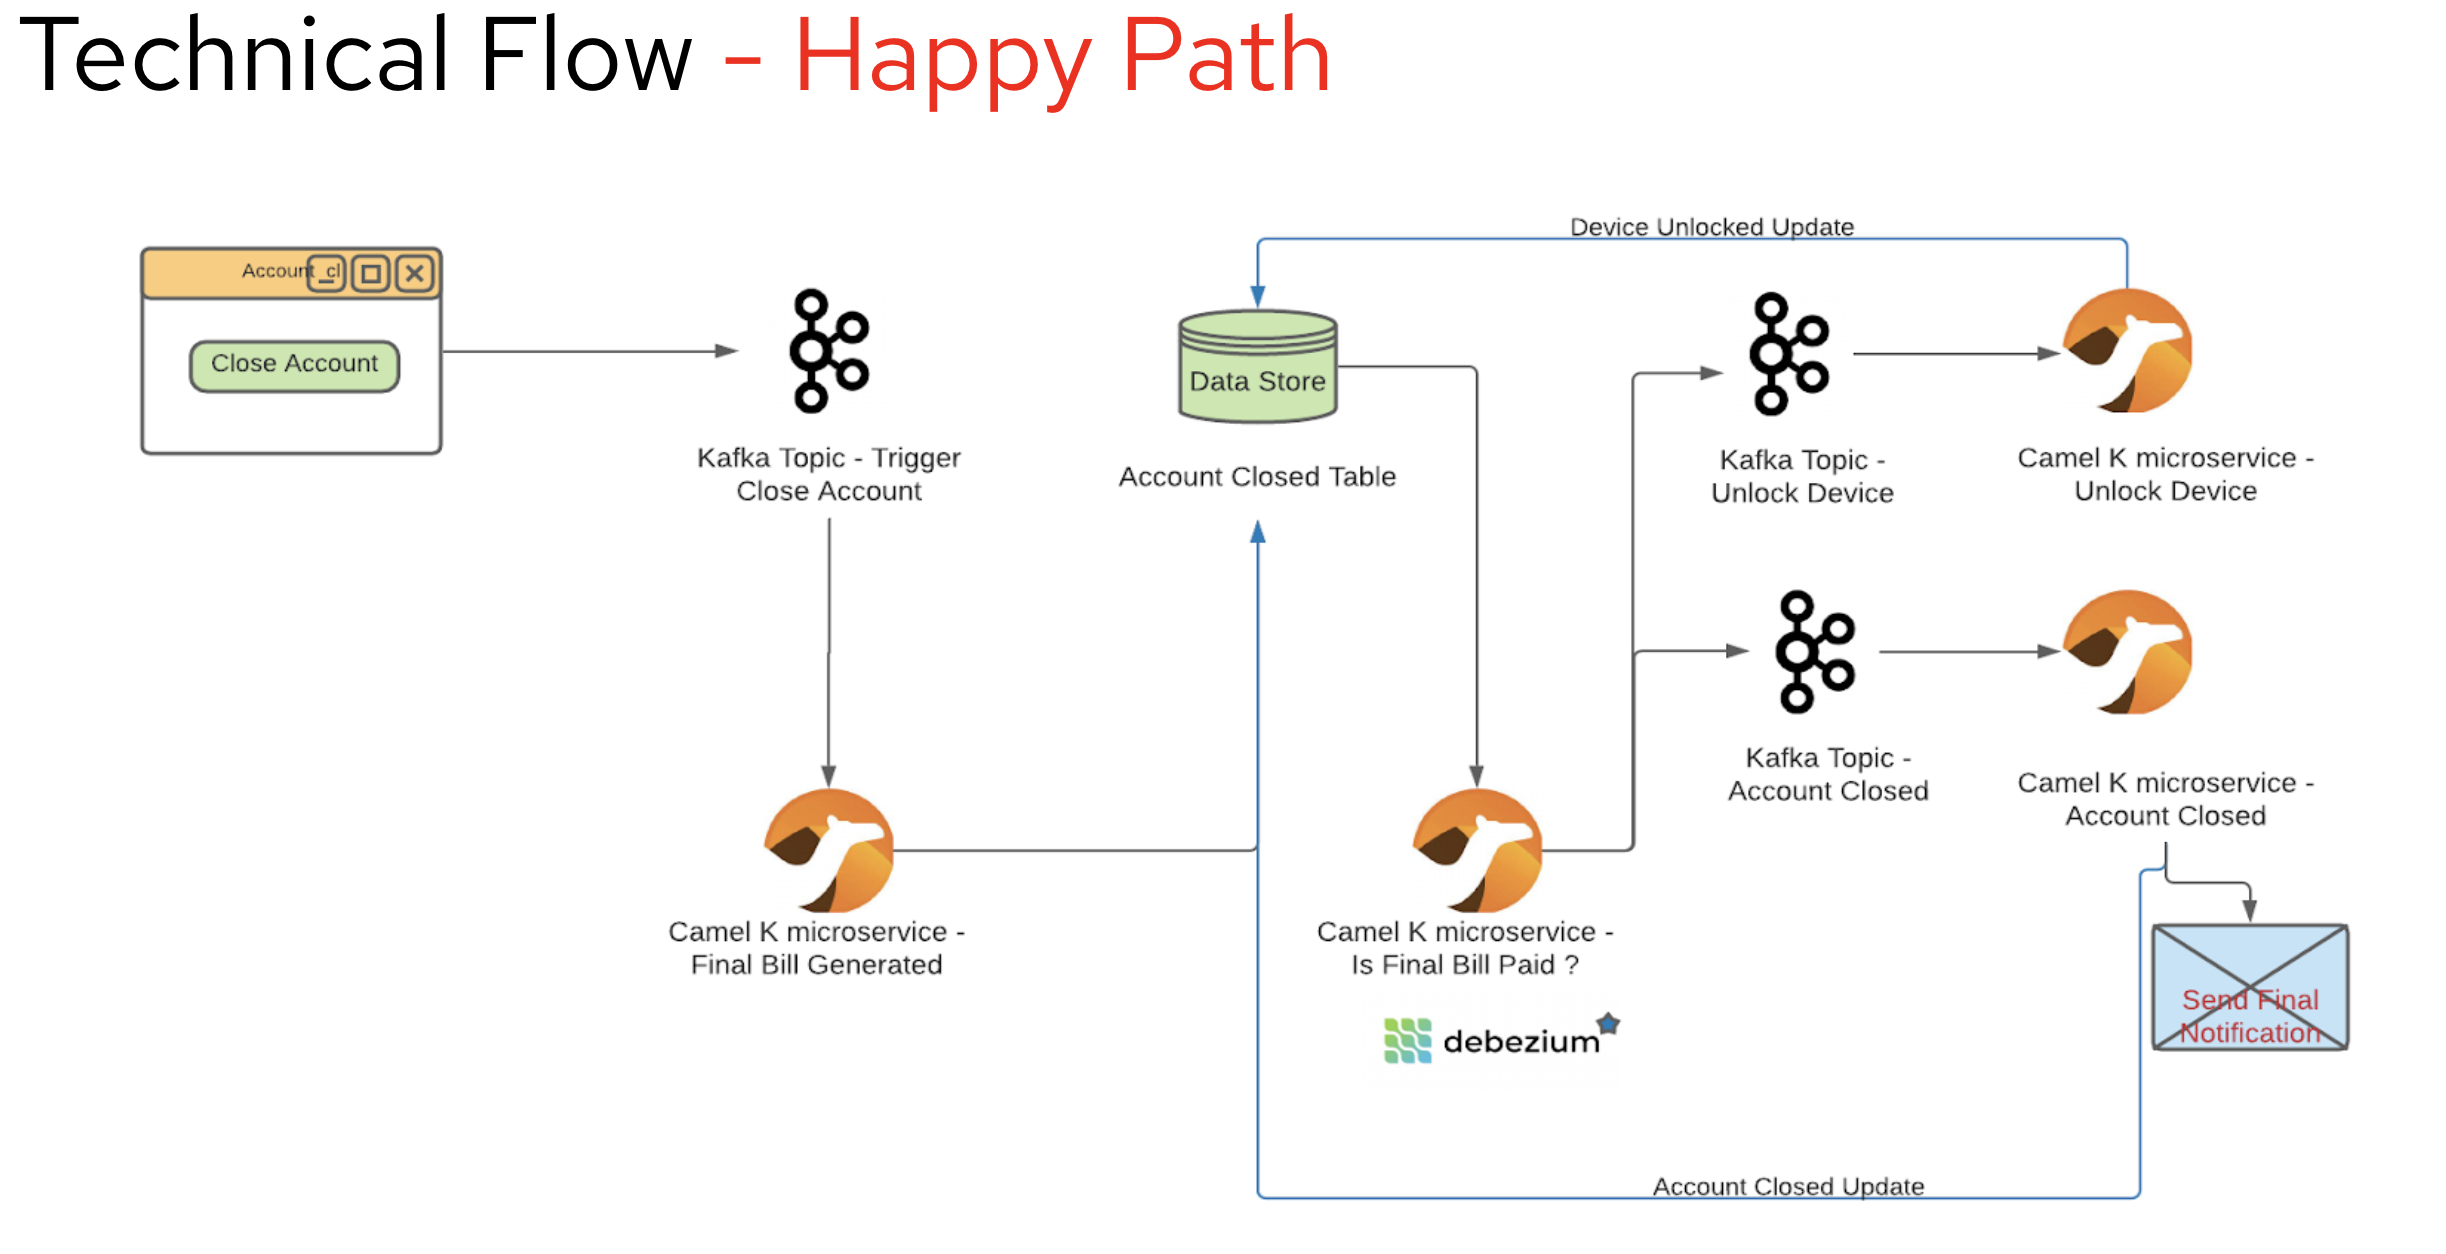 Technical Flow - Happy Path
Device Unlocked Update
Account_cl
Close Account
Data Store
Kafka Topic - Trigger
Close Account
Account Closed Table
Kafka Topic -
Unlock Device
Camel K microservice -
Unlock Device
Kafka Topic -
Account Closed
Camel K microservice -
Account Closed
Camel K microservice -
Final Bill Generated
Camel K microservice -
Is Final Bill Paid ?
debezium
Send Final
Notification
Account Closed Update